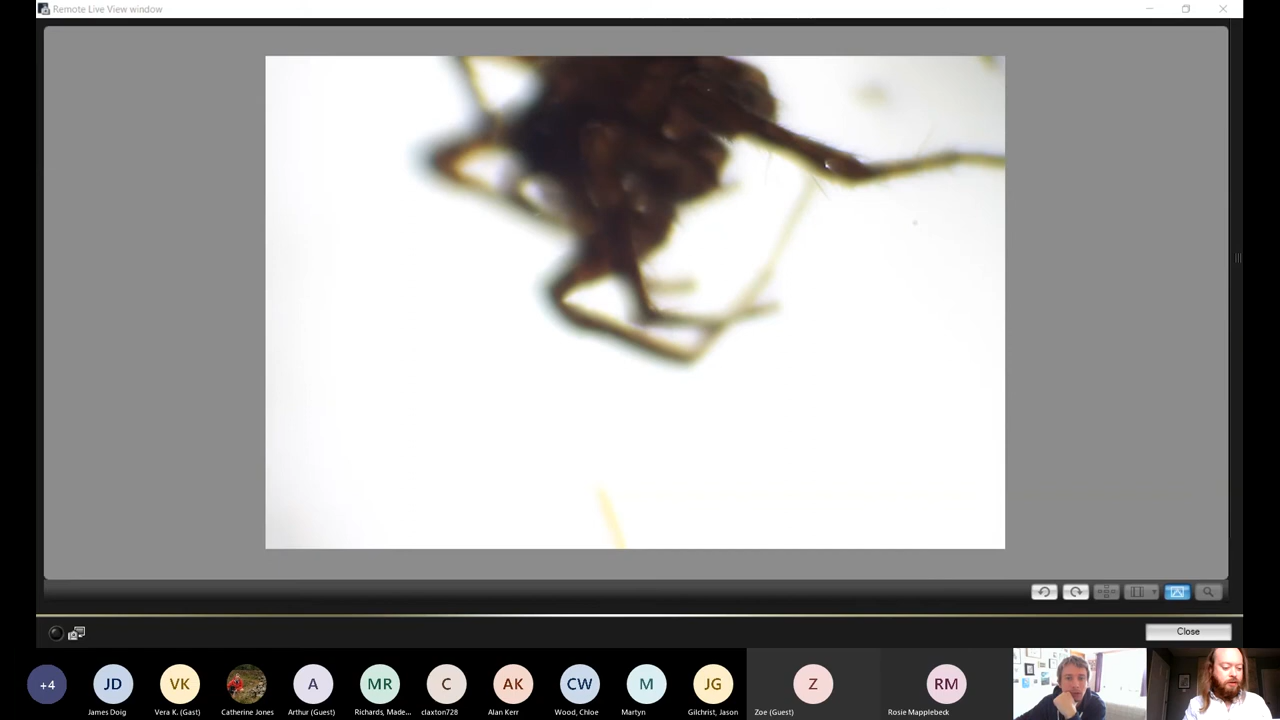 Remote Live View window
Close
+4
JD
VK
A
MR
C
AK
CW
M
JG
Z
RM
James Doig
Vera K. (Gast)
Catherine Jones
Arthur (Guest)
Richards, Made...
claxton728
Alan Kerr
Wood, Chloe
Martyn
Gilchrist, Jason
Zoe (Guest)
Rosie Mapplebeck